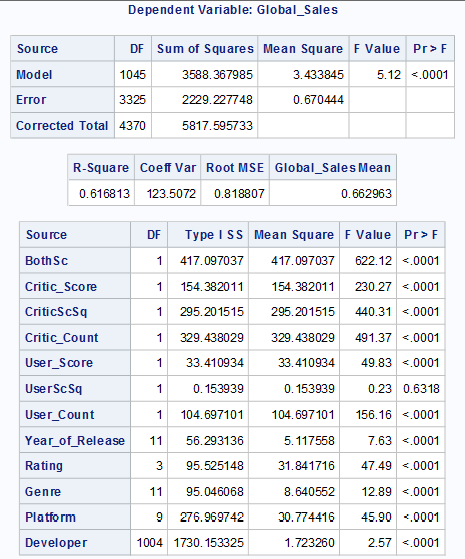 Dependent Variable: Global_Sales
Source DF Sum of Squares Mean Square F Value Pr > F
Model 1045 3588.367985 3.433845 5.12 <.0001
Error 3325 2229.227748 0.670444
Corrected Total 4370 5817.595733
R-Square Coeff Var Root MSE Global_Sales Mean
0.616813 123.5072 0.818807 0.662963
Source DF Type I SS Mean Square F Value Pr > F
BothSc 1 417.097037 417.097037 622.12 <.0001
Critic_Score 1 154.382011 154.382011 230.27 <.0001
CriticScSq 1 295.201515 295.201515 440.31 <.0001
Critic_Count 1 329.438029 329.438029 491.37 <.0001
User_Score 1 33.410934 33.410934 49.83 <.0001
UserScSq 1 0.153939 0.153939 0.23 0.6318
User_Count 1 104.697101 104.697101 156.16 <.0001
Year_of_Release 11 56.293136 5.117558 7.63 <.0001
Rating 3 95.525148 31.841716 47.49 <.0001
Genre 11 95.046068 8.640552 12.89 <.0001
Platform 9 276.969742 30.774416 45.90 <.0001
Developer 1004 1730.153325 1.723260 2.57 <.0001